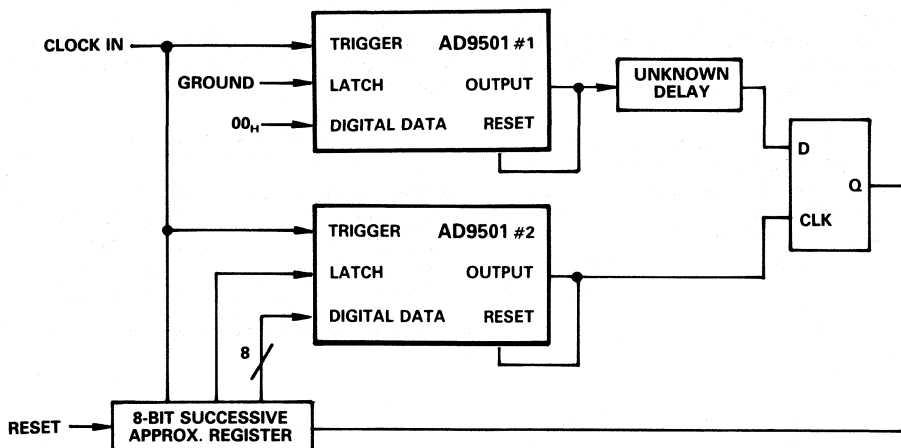 CLOCK IN
TRIGGER AD9501 #1
GROUND
LATCH OUTPUT
00H
DIGITAL DATA RESET
UNKNOWN
DELAY
D
Q
CLK
TRIGGER AD9501 #2
LATCH OUTPUT
DIGITAL DATA RESET
8
RESET
8-BIT SUCCESSIVE
APPROX. REGISTER